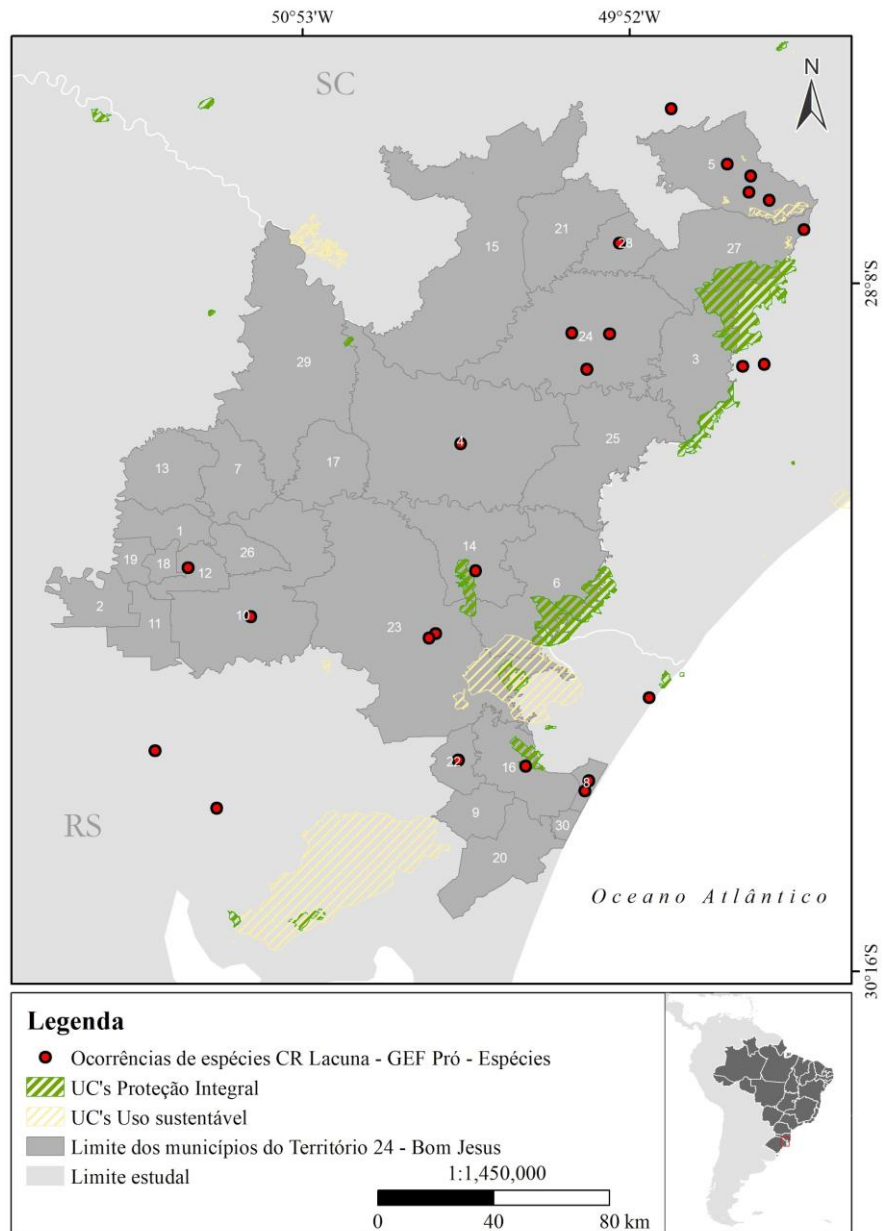 50°53'W
49°52'W
N
SC
5
21
28
15
27
28°8'S
24
3
29
4
25
13
7
17
1
14
26
19
18
12
6
2
10
11
23
22
16
8
RS
9
30
20
Oceano Atlântico
30°16'S
Legenda
Ocorrências de espécies CR Lacuna - GEF Pró - Espécies
UC's Proteção Integral
UC's Uso sustentável
Limite dos municípios do Território 24 - Bom Jesus
Limite estudal
1:1,450,000
0 40 80 km